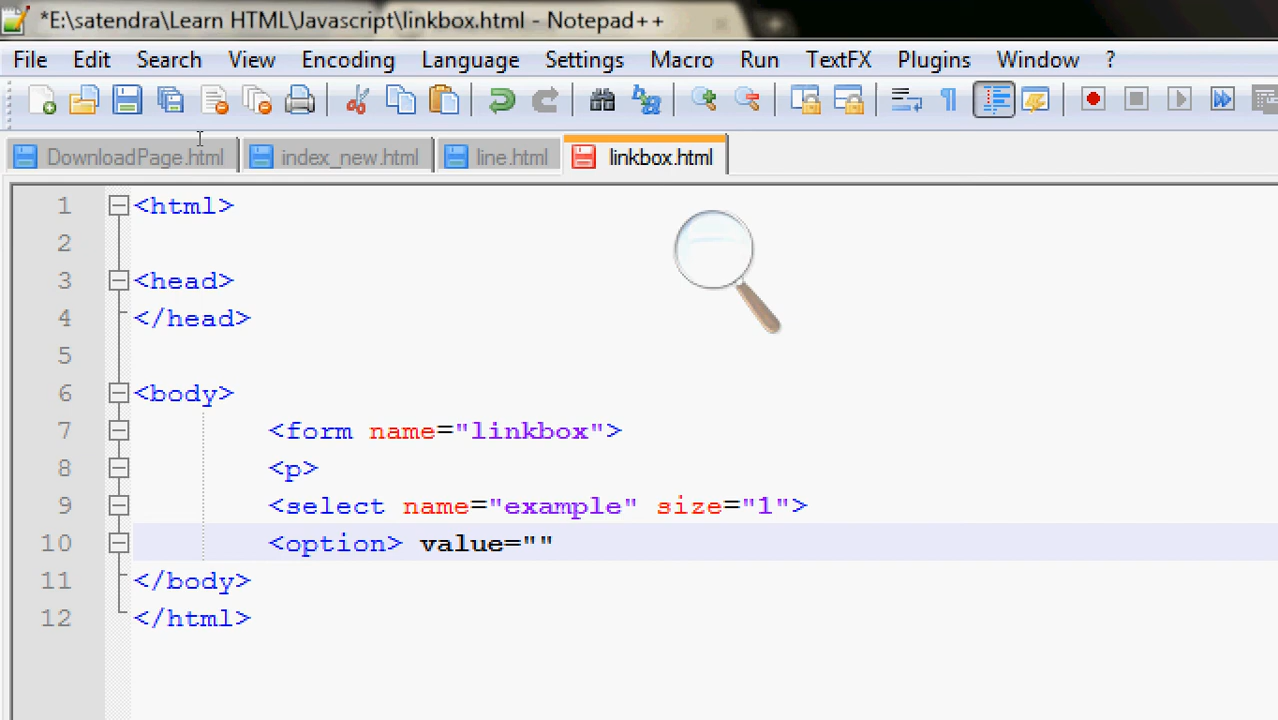 *E:\satendra\Learn HTML\Javascript\linkbox.html - Notepad++
File Edit Search View Encoding Language Settings Macro Run TextFX Plugins Window ?
DownloadPage.html index_new.html line.html linkbox.html
1 <html>
2
3 <head>
4 </head>
5
6 <body>
7 <form name="linkbox">
8 <p>
9 <select name="example" size="1">
10 <option> value=""
11 </body>
12 </html>